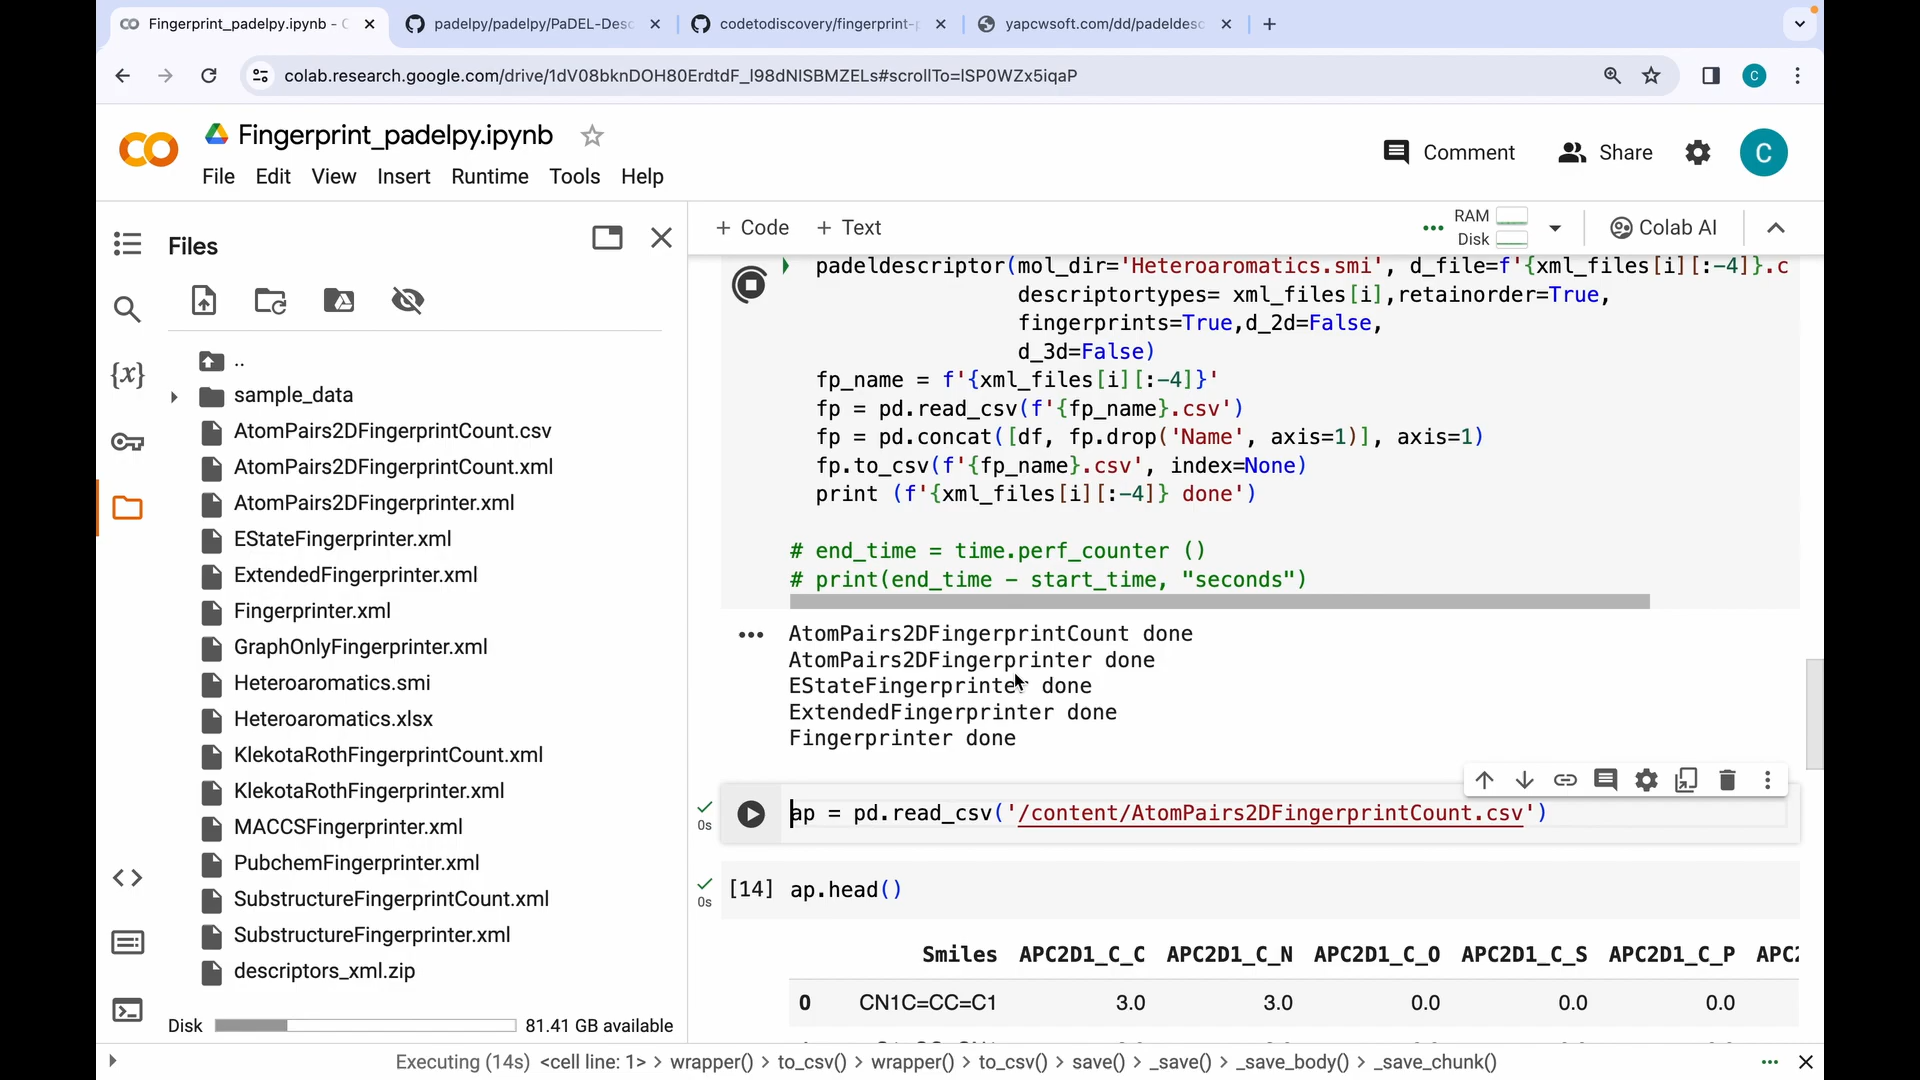 Fingerprint_padelpy.ipynb - C
padelpy/padelpy/PaDEL-Desc
codetodiscovery/fingerprint-p
yapcwsoft.com/dd/padeldesc
colab.research.google.com/drive/1dV08bknDOH80ErdtdF_l98dNISBMZELs#scrollTo=lSP0WZx5iqaP
C
Fingerprint_padelpy.ipynb
File Edit View Insert Runtime Tools Help
Comment
Share
C
Files
+ Code + Text
RAM
Disk
Colab AI
..
sample_data
AtomPairs2DFingerprintCount.csv
AtomPairs2DFingerprintCount.xml
AtomPairs2DFingerprinter.xml
EStateFingerprinter.xml
ExtendedFingerprinter.xml
Fingerprinter.xml
GraphOnlyFingerprinter.xml
Heteroaromatics.smi
Heteroaromatics.xlsx
KlekotaRothFingerprintCount.xml
KlekotaRothFingerprinter.xml
MACCSFingerprinter.xml
PubchemFingerprinter.xml
SubstructureFingerprintCount.xml
SubstructureFingerprinter.xml
descriptors_xml.zip
Disk 81.41 GB available
padeldescriptor(mol_dir='Heteroaromatics.smi', d_file=f'{xml_files[i][:-4]}.c
descriptortypes= xml_files[i],retainorder=True,
fingerprints=True,d_2d=False,
d_3d=False)
fp_name = f'{xml_files[i][:-4]}'
fp = pd.read_csv(f'{fp_name}.csv')
fp = pd.concat([df, fp.drop('Name', axis=1)], axis=1)
fp.to_csv(f'{fp_name}.csv', index=None)
print (f'{xml_files[i][:-4]} done')
# end_time = time.perf_counter ()
# print(end_time - start_time, "seconds")
AtomPairs2DFingerprintCount done
AtomPairs2DFingerprinter done
EStateFingerprinter done
ExtendedFingerprinter done
Fingerprinter done
0s
ap = pd.read_csv('/content/AtomPairs2DFingerprintCount.csv')
0s
[14] ap.head()
Smiles APC2D1_C_C APC2D1_C_N APC2D1_C_O APC2D1_C_S APC2D1_C_P APC2
0 CN1C=CC=C1 3.0 3.0 0.0 0.0 0.0
Executing (14s) <cell line: 1> > wrapper() > to_csv() > wrapper() > to_csv() > save() > _save() > _save_body() > _save_chunk()